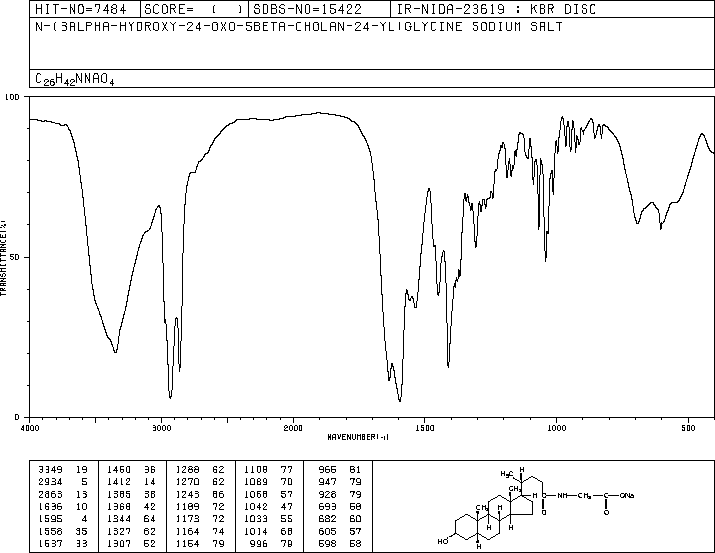 HIT-NO=7484 SCORE= ( ) SDBS-NO=15422 IR-NIDA-23619 : KBR DISC
N-(3ALPHA-HYDROXY-24-OXO-5BETA-CHOLAN-24-YL)GLYCINE SODIUM SALT
C26H42NNAO4
100
TRANSMITTANCE(%)
50
0
4000 3000 2000 1500 1000 500
WAVENUMBER(-1)
3349 19 1460 36 1288 62 1108 77 966 81
2934 5 1412 14 1270 62 1089 70 947 79
2863 13 1385 38 1243 66 1068 57 926 79
1636 10 1368 42 1189 72 1042 47 693 58
1595 4 1344 64 1173 72 1033 55 682 60
1556 35 1327 62 1164 74 1014 68 605 57
1537 33 1307 52 1154 79 996 79 598 58
H
CH3
CH3
CH3
H
C NH CH2 C ONa
O O
H H
H
HO
H